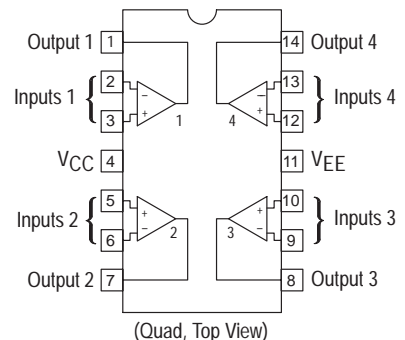 Output 1 1 14 Output 4
2 − − 13
Inputs 1 { } Inputs 4
3 + 1 4 + 12
VCC 4 11 VEE
5 + + 10
Inputs 2 { } Inputs 3
6 − 2 3 − 9
Output 2 7 8 Output 3
(Quad, Top View)